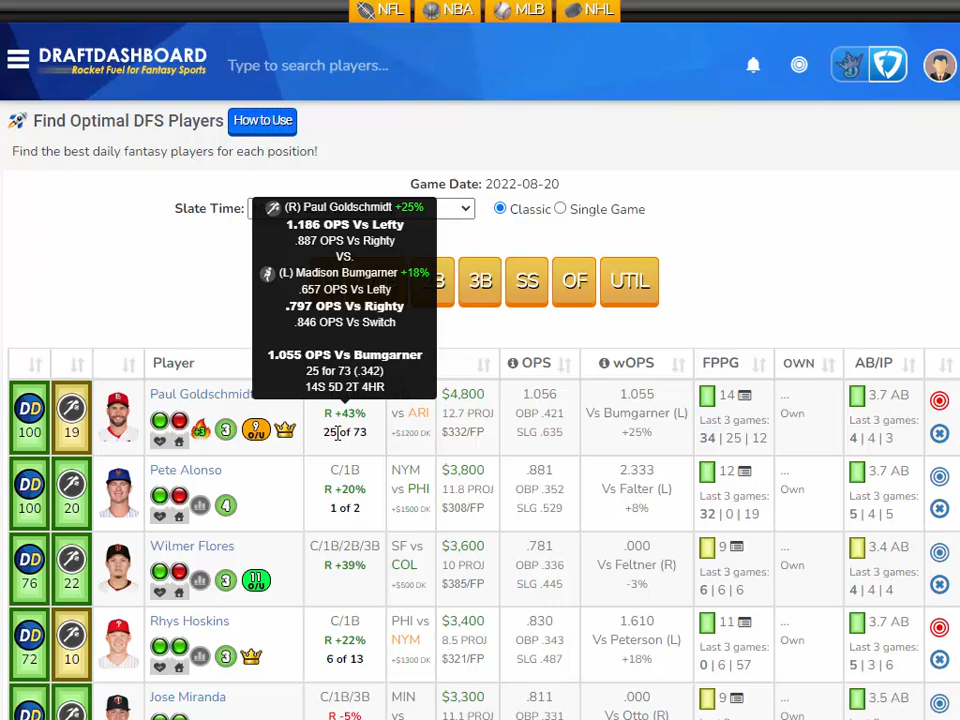 NFL NBA MLB NHL
DRAFTDASHBOARD
Rocket Fuel for Fantasy Sports
Type to search players...
Find Optimal DFS Players How to Use
Find the best daily fantasy players for each position!
Game Date: 2022-08-20
Slate Time:
Classic Single Game
(R) Paul Goldschmidt +25%
1.186 OPS Vs Lefty
.887 OPS Vs Righty
VS.
(L) Madison Bumgarner +18%
.657 OPS Vs Lefty
.797 OPS Vs Righty
.846 OPS Vs Switch
1.055 OPS Vs Bumgarner
25 for 73 (.342)
14S 5D 2T 4HR
3B SS OF UTIL
Player OPS wOPS FPPG OWN AB/IP
Paul Goldschmidt $4,800 1.056 1.055 14 3.7 AB
DD R +43% vs ARI 12.7 PROJ OBP .421 Vs Bumgarner (L) Last 3 games: ... Own Last 3 games:
100 19 +3 3 9 O/U 25 of 73 +$1200 DK $332/FP SLG .635 +25% 34 | 25 | 12 4 | 4 | 3
Pete Alonso C/1B NYM $3,800 .881 2.333 12 3.7 AB
DD R +20% vs PHI 11.8 PROJ OBP .352 Vs Falter (L) Last 3 games: ... Own Last 3 games:
100 20 4 1 of 2 +$1500 DK $308/FP SLG .529 +8% 32 | 0 | 19 5 | 4 | 5
Wilmer Flores C/1B/2B/3B SF vs $3,600 .781 .000 9 3.4 AB
DD R +39% COL 10 PROJ OBP .336 Vs Feltner (R) Last 3 games: ... Own Last 3 games:
76 22 3 11 O/U +$500 DK $385/FP SLG .445 -3% 6 | 6 | 6 4 | 4 | 4
Rhys Hoskins C/1B PHI vs $3,400 .830 1.610 11 3.7 AB
DD R +22% NYM 8.5 PROJ OBP .343 Vs Peterson (L) Last 3 games: ... Own Last 3 games:
72 10 3 6 of 13 +$1300 DK $321/FP SLG .487 +18% 0 | 6 | 57 5 | 3 | 6
Jose Miranda C/1B/3B MIN $3,300 .811 .000 9 3.5 AB
DD R -5% vs 11.1 PROJ OBP .331 Vs Otto (R) Last 3 games: ... Own Last 3 games: